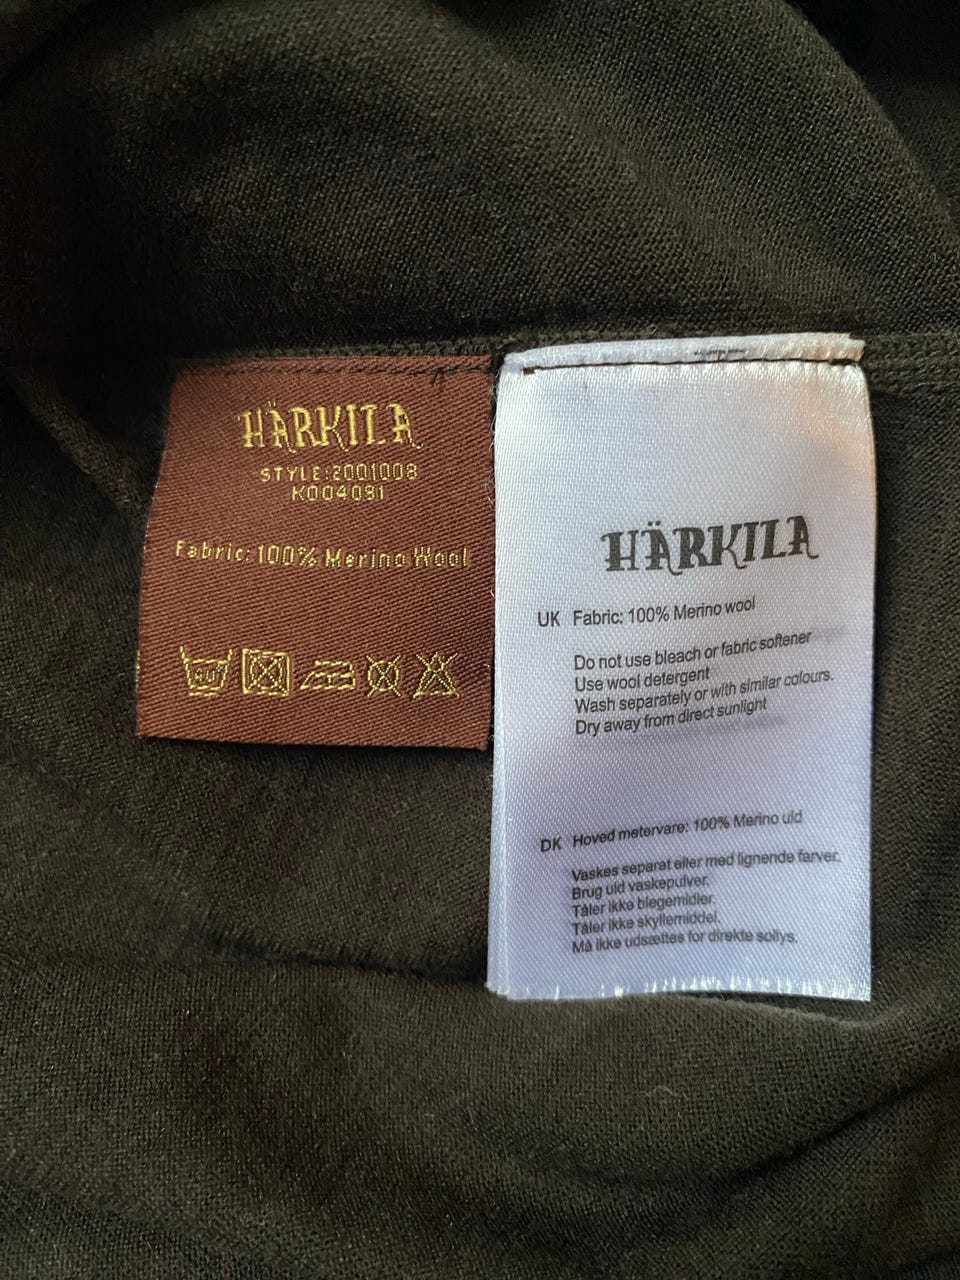 HÄRKILA
STYLE:2001008
K004081
Fabric: 100% Merino Wool
40
HÄRKILA
UK Fabric: 100% Merino wool
Do not use bleach or fabric softener
Use wool detergent
Wash separately or with similar colours.
Dry away from direct sunlight
DK Hoved metervare: 100% Merino uld
Vaskes separat eller med lignende farver.
Brug uld vaskepulver.
Tåler ikke blegemidler.
Tåler ikke skyllemiddel.
Må ikke udsættes for direkte sollys.